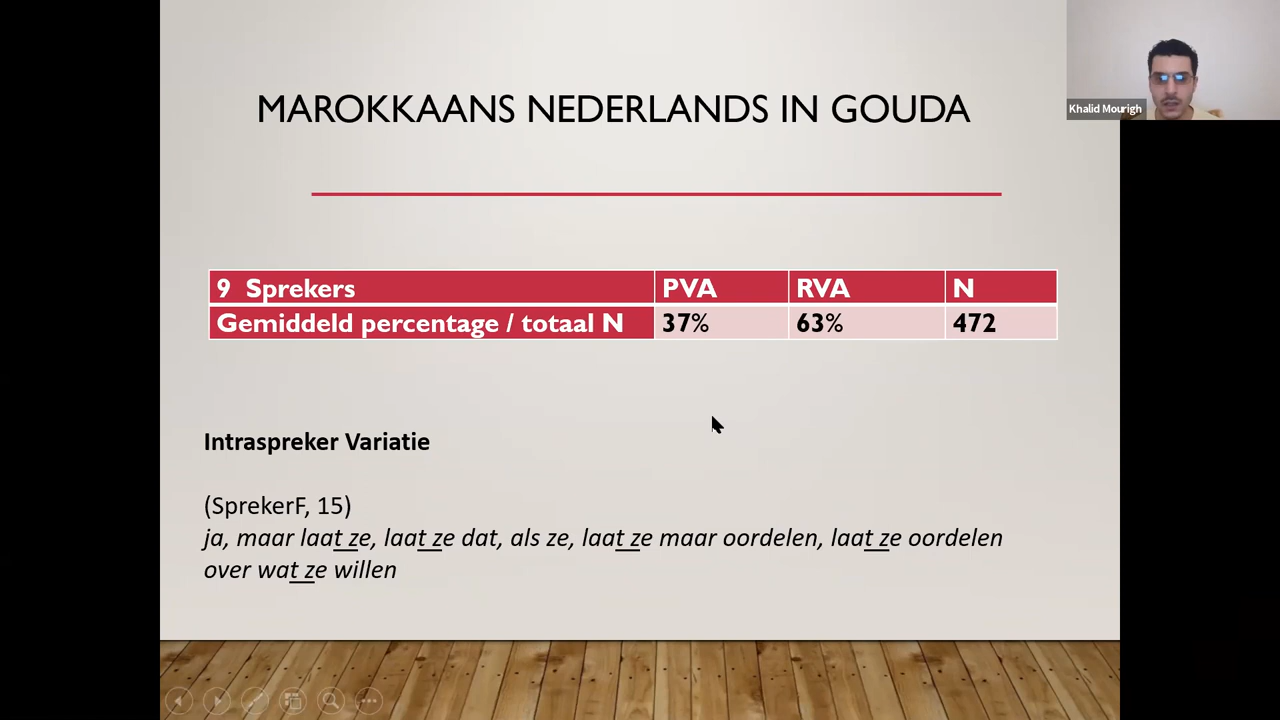 MAROKKAANS NEDERLANDS IN GOUDA
Khalid Mourigh
9 Sprekers PVA RVA N
Gemiddeld percentage / totaal N 37% 63% 472
Intraspreker Variatie
(SprekerF, 15)
ja, maar laat ze, laat ze dat, als ze, laat ze maar oordelen, laat ze oordelen
over wat ze willen